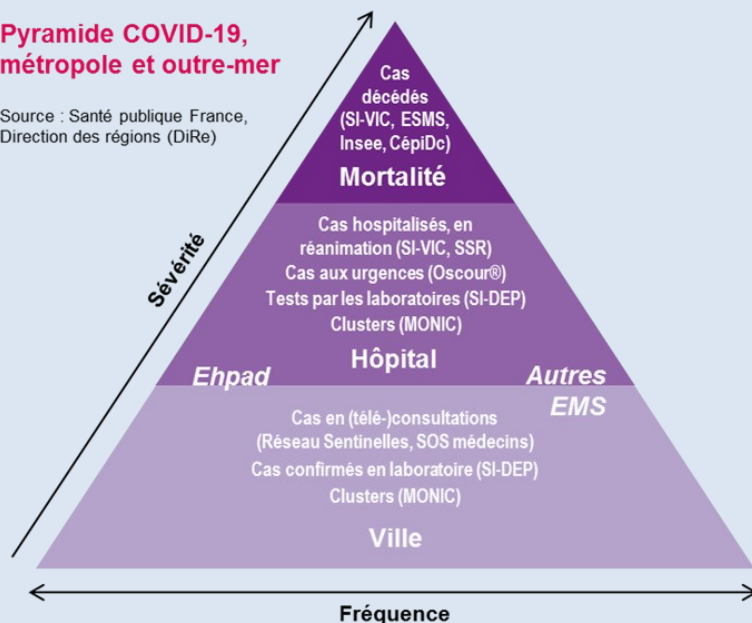 Pyramide COVID-19,
métropole et outre-mer
Source : Santé publique France,
Direction des régions (DiRe)
Cas
décédés
(SI-VIC, ESMS,
Insee, CépiDc)
Mortalité
Sévérité
Cas hospitalisés, en
réanimation (SI-VIC, SSR)
Cas aux urgences (Oscour®)
Tests par les laboratoires (SI-DEP)
Clusters (MONIC)
Hôpital
Ehpad
Autres
EMS
Cas en (télé-)consultations
(Réseau Sentinelles, SOS médecins)
Cas confirmés en laboratoire (SI-DEP)
Clusters (MONIC)
Ville
Fréquence